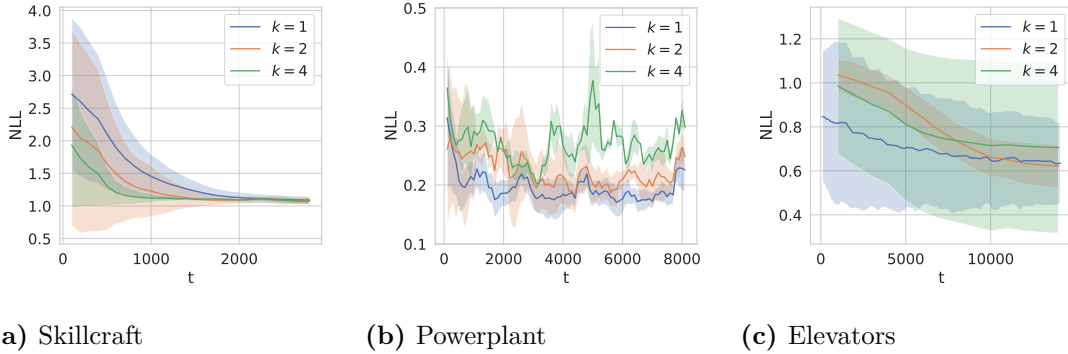 4.0
3.5
3.0
2.5
2.0
1.5
1.0
0.5
NLL
0
1000
2000
t
k = 1
k = 2
k = 4
0.5
0.4
0.3
0.2
0.1
NLL
0
2000
4000
6000
8000
t
k = 1
k = 2
k = 4
1.2
1.0
0.8
0.6
0.4
NLL
0
5000
10000
t
k = 1
k = 2
k = 4
a) Skillcraft
(b) Powerplant
(c) Elevators